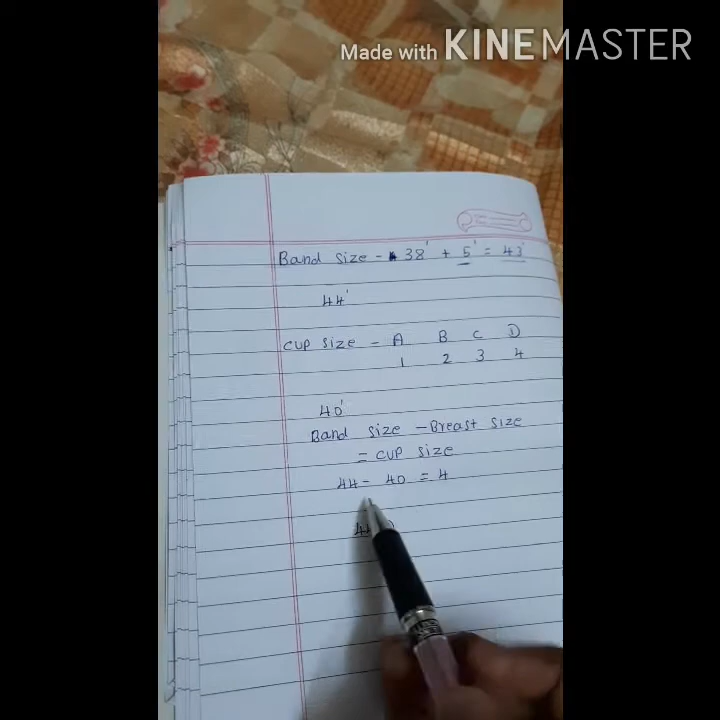 Made with KINEMASTER
Band size - 38' + 5' = 43'
44'
cup size - A B C D
1 2 3 4
40'
Band size - Breast size
= cup size
44 - 40 = 4